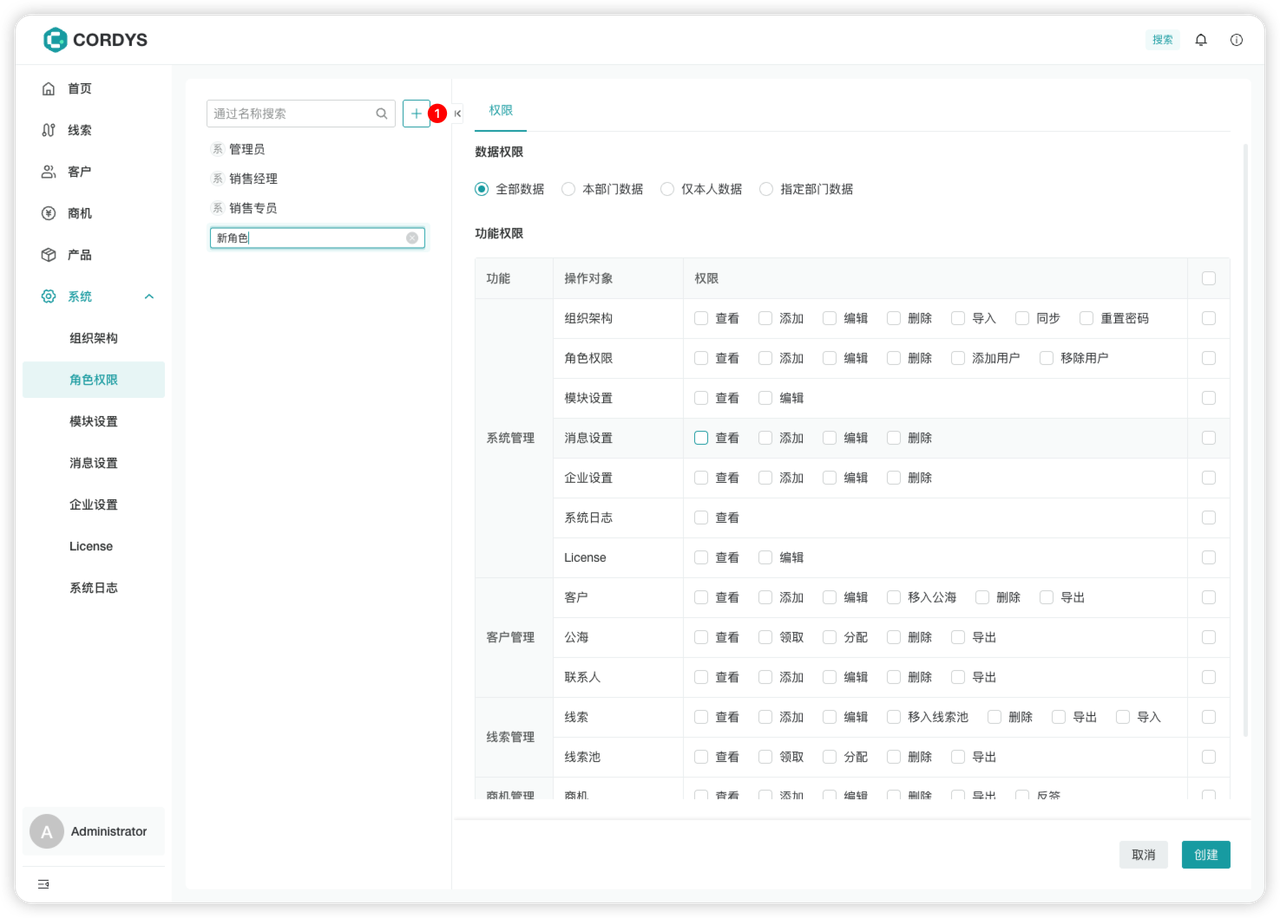 CORDYS
搜索
首页
线索
客户
商机
产品
系统
组织架构
角色权限
模块设置
消息设置
企业设置
License
系统日志
A Administrator
通过名称搜索
1
系 管理员
系 销售经理
系 销售专员
新角色
权限
数据权限
全部数据 本部门数据 仅本人数据 指定部门数据
功能权限
功能 操作对象 权限
系统管理
组织架构 查看 添加 编辑 删除 导入 同步 重置密码
角色权限 查看 添加 编辑 删除 添加用户 移除用户
模块设置 查看 编辑
消息设置 查看 添加 编辑 删除
企业设置 查看 添加 编辑 删除
系统日志 查看
License 查看 编辑
客户管理
客户 查看 添加 编辑 移入公海 删除 导出
公海 查看 领取 分配 删除 导出
联系人 查看 添加 编辑 删除 导出
线索管理
线索 查看 添加 编辑 移入线索池 删除 导出 导入
线索池 查看 领取 分配 删除 导出
商机管理 商机 查看 添加 编辑 删除 导出 反签
取消 创建